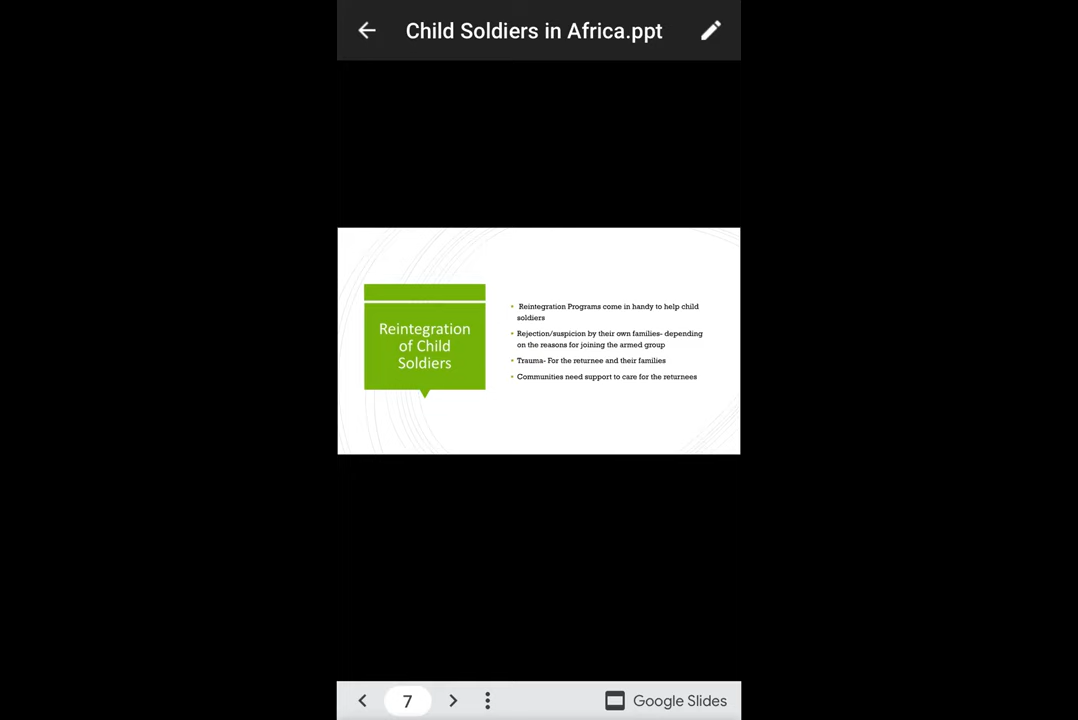 Child Soldiers in Africa.ppt
Reintegration
of Child
Soldiers
Reintegration Programs come in handy to help child
soldiers
Rejection/suspicion by their own families- depending
on the reasons for joining the armed group
Trauma- For the returnee and their families
Communities need support to care for the returnees
7
Google Slides